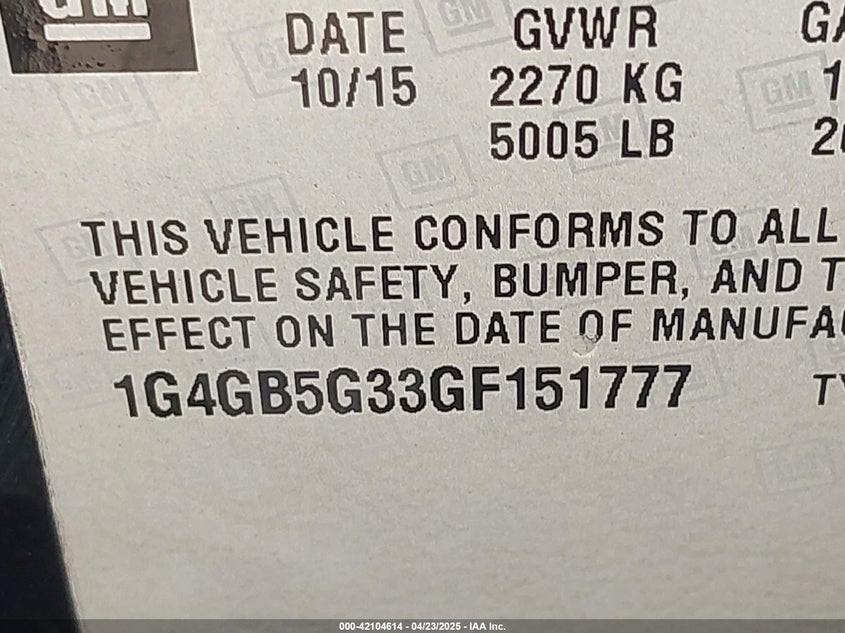 GM
DATE GVWR
10/15 2270 KG
5005 LB
THIS VEHICLE CONFORMS TO ALL
VEHICLE SAFETY, BUMPER, AND
EFFECT ON THE DATE OF
1G4GB5G33GF151777
000-42104614 - 04/23/2025 - IAA Inc.